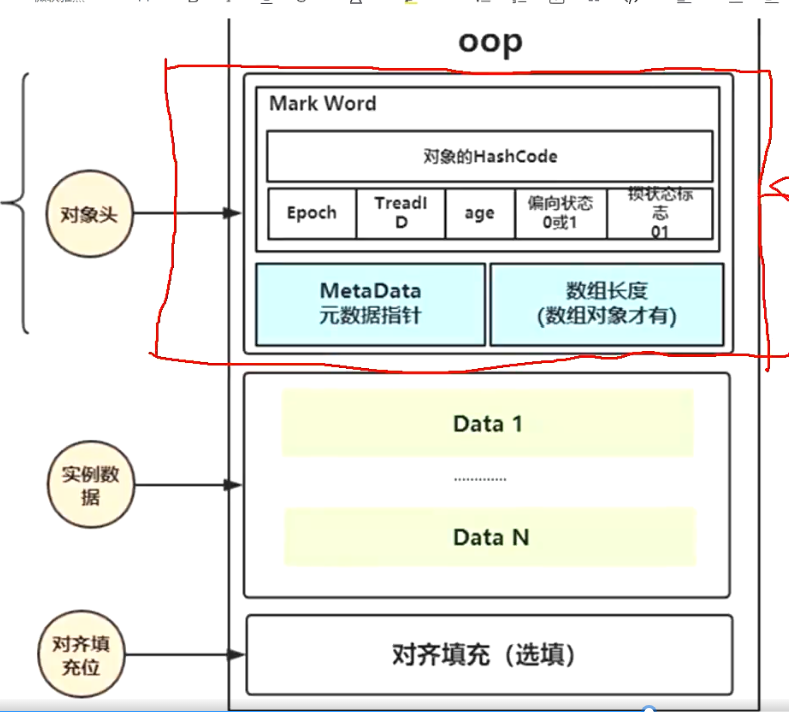 oop
Mark Word
对象的HashCode
Epoch
TreadI
D
age
偏向状态
0或1
锁状态标
志
01
对象头
MetaData
元数据指针
数组长度
(数组对象才有)
Data 1
.............
实例数
据
Data N
对齐填
充位
对齐填充（选填）